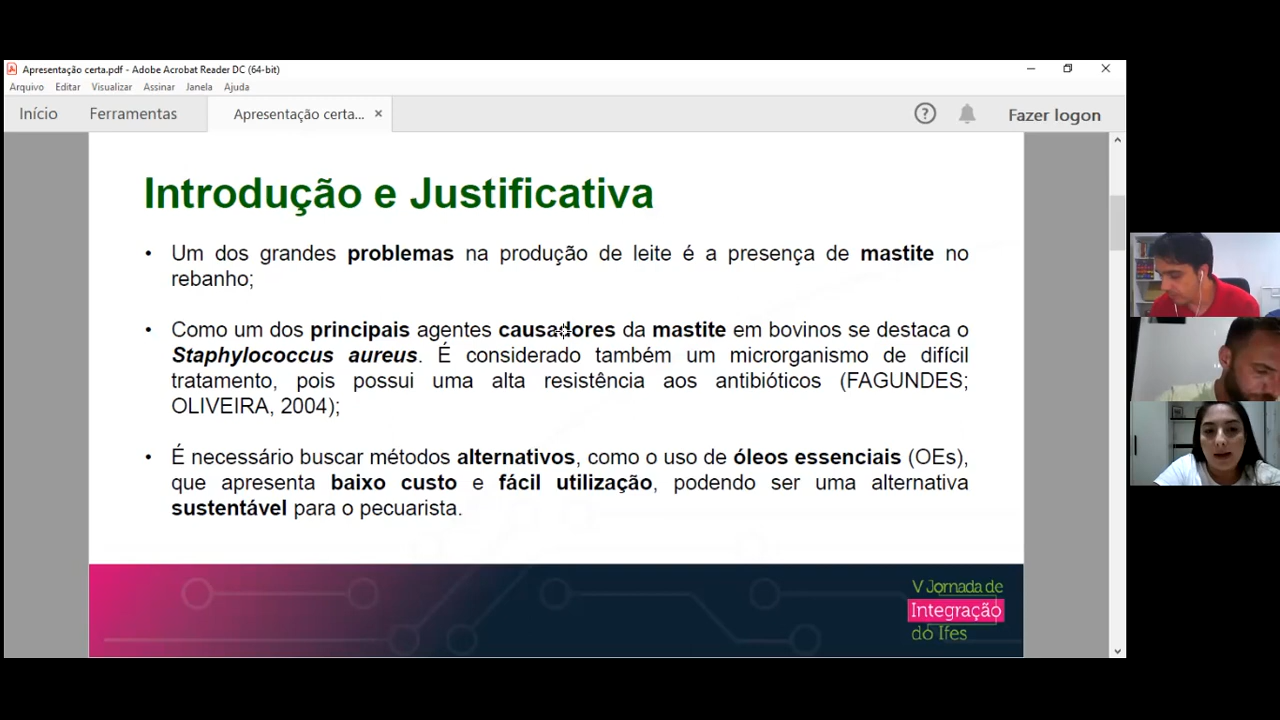 Apresentação certa.pdf - Adobe Acrobat Reader DC (64-bit)
Arquivo Editar Visualizar Assinar Janela Ajuda
Início Ferramentas Apresentação certa... × Fazer logon
Introdução e Justificativa
• Um dos grandes problemas na produção de leite é a presença de mastite no
rebanho;
• Como um dos principais agentes causadores da mastite em bovinos se destaca o
Staphylococcus aureus. É considerado também um microrganismo de difícil
tratamento, pois possui uma alta resistência aos antibióticos (FAGUNDES;
OLIVEIRA, 2004);
• É necessário buscar métodos alternativos, como o uso de óleos essenciais (OEs),
que apresenta baixo custo e fácil utilização, podendo ser uma alternativa
sustentável para o pecuarista.
V Jornada de
Integração
do Ifes